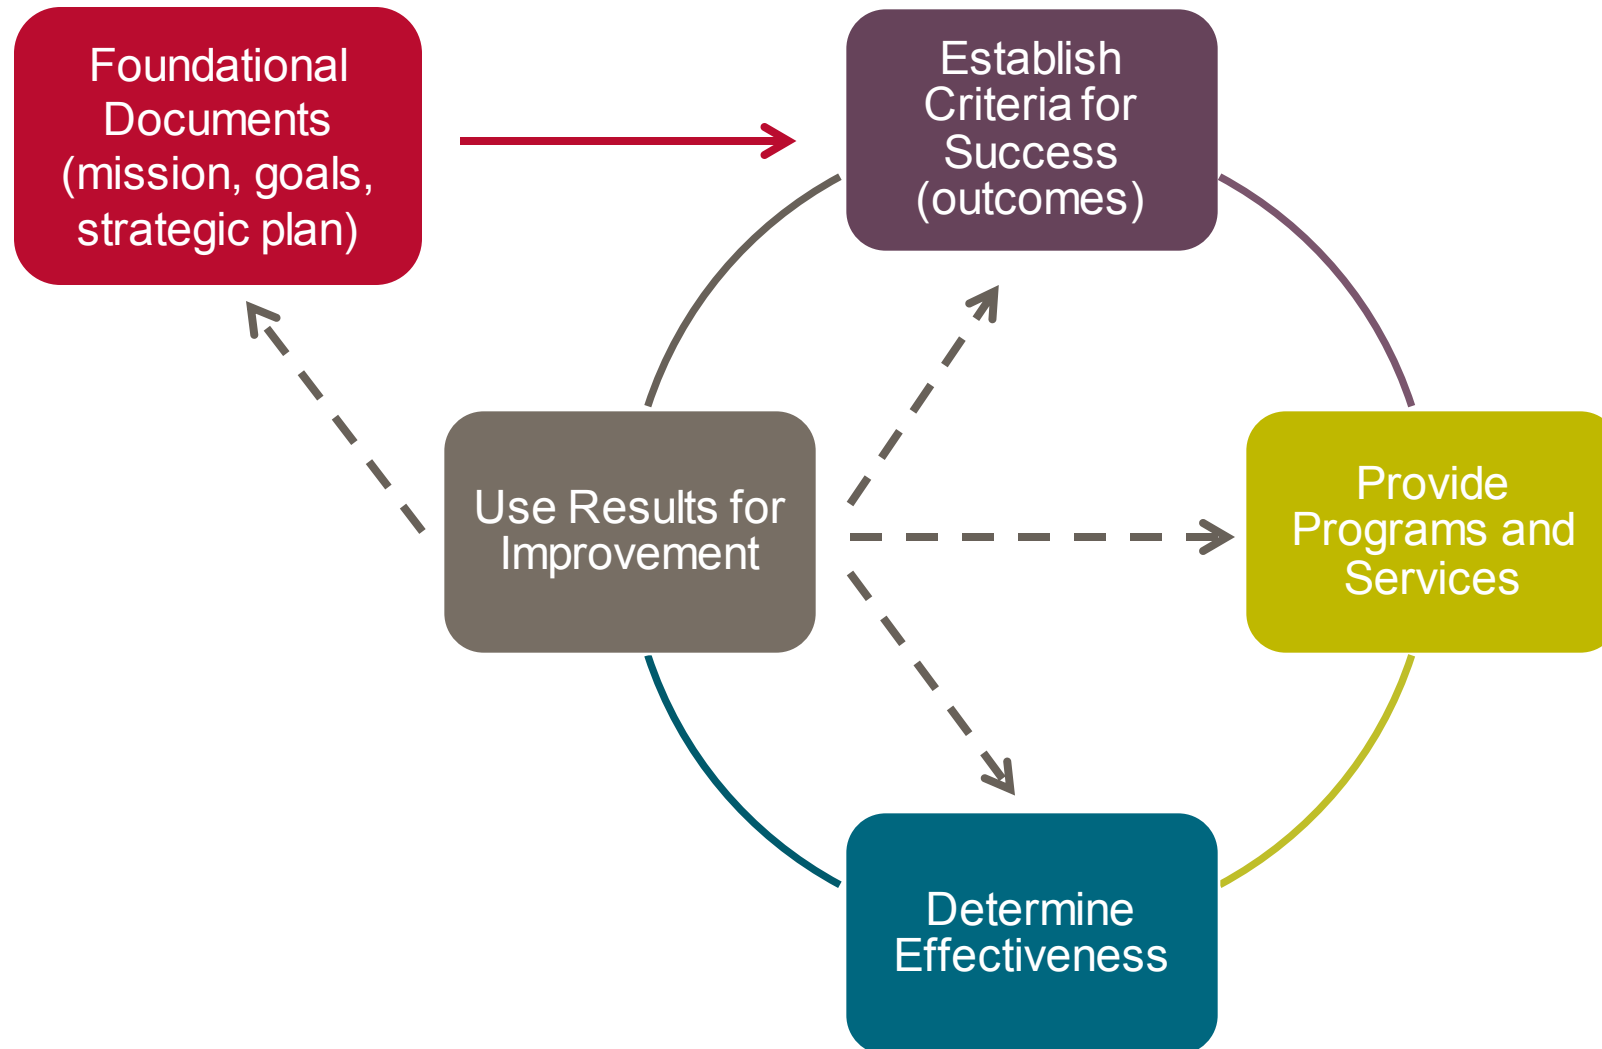 Foundational
Documents
(mission, goals,
strategic plan)
Establish
Criteria for
Success
(outcomes)
Use Results for
Improvement
Provide
Programs and
Services
Determine
Effectiveness